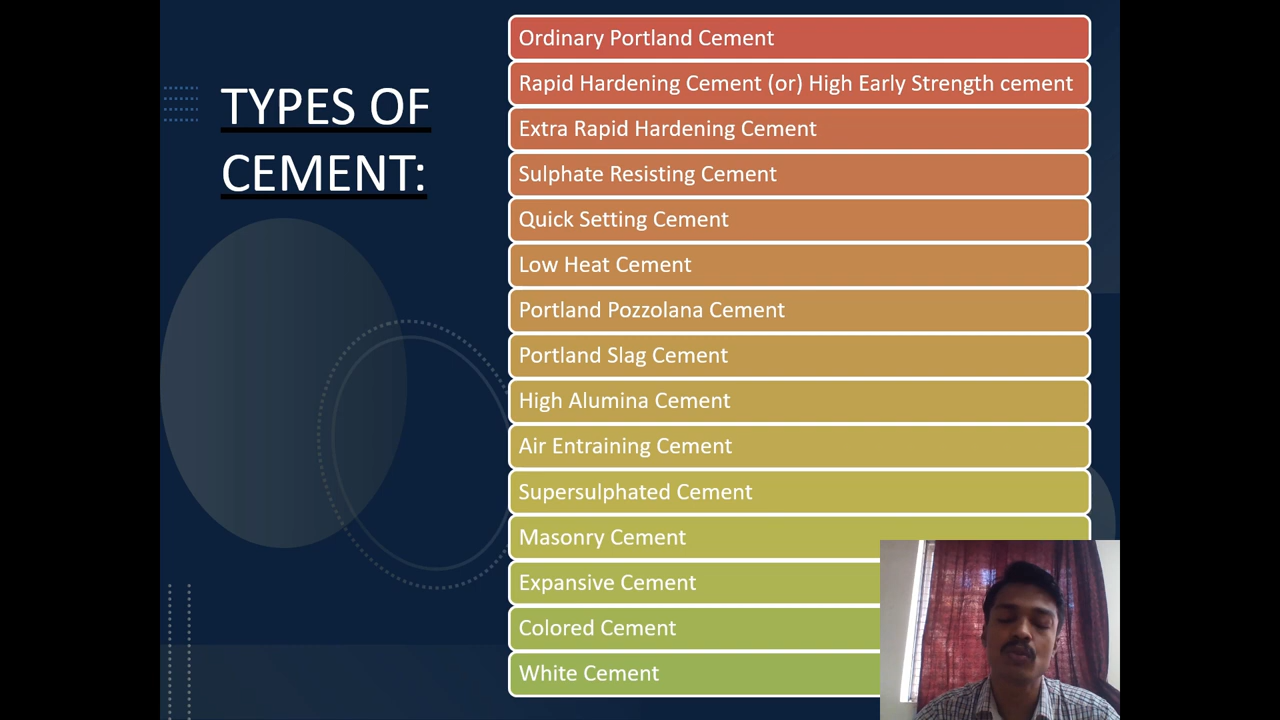 TYPES OF
CEMENT:
Ordinary Portland Cement
Rapid Hardening Cement (or) High Early Strength cement
Extra Rapid Hardening Cement
Sulphate Resisting Cement
Quick Setting Cement
Low Heat Cement
Portland Pozzolana Cement
Portland Slag Cement
High Alumina Cement
Air Entraining Cement
Supersulphated Cement
Masonry Cement
Expansive Cement
Colored Cement
White Cement